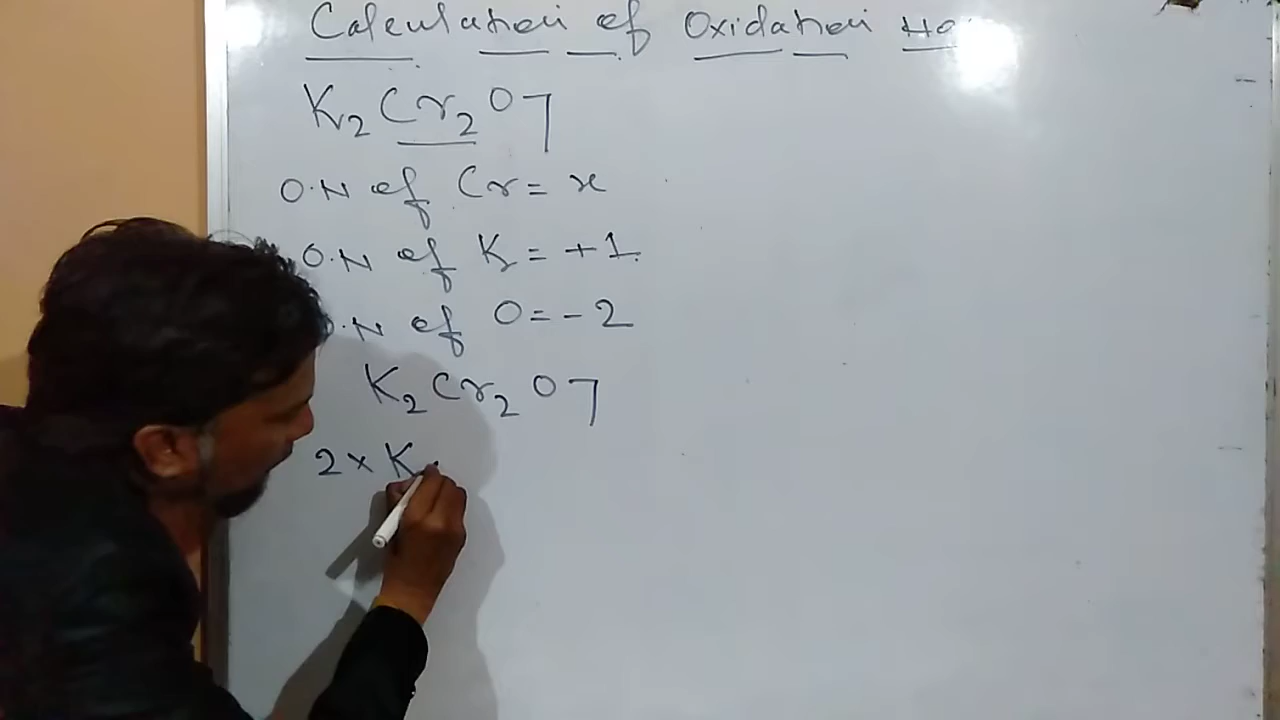 Calculation of Oxidation
K2Cr2O7
O.N of Cr = x
O.N of K = +1
O.N of O = -2
K2Cr2O7
2 x K